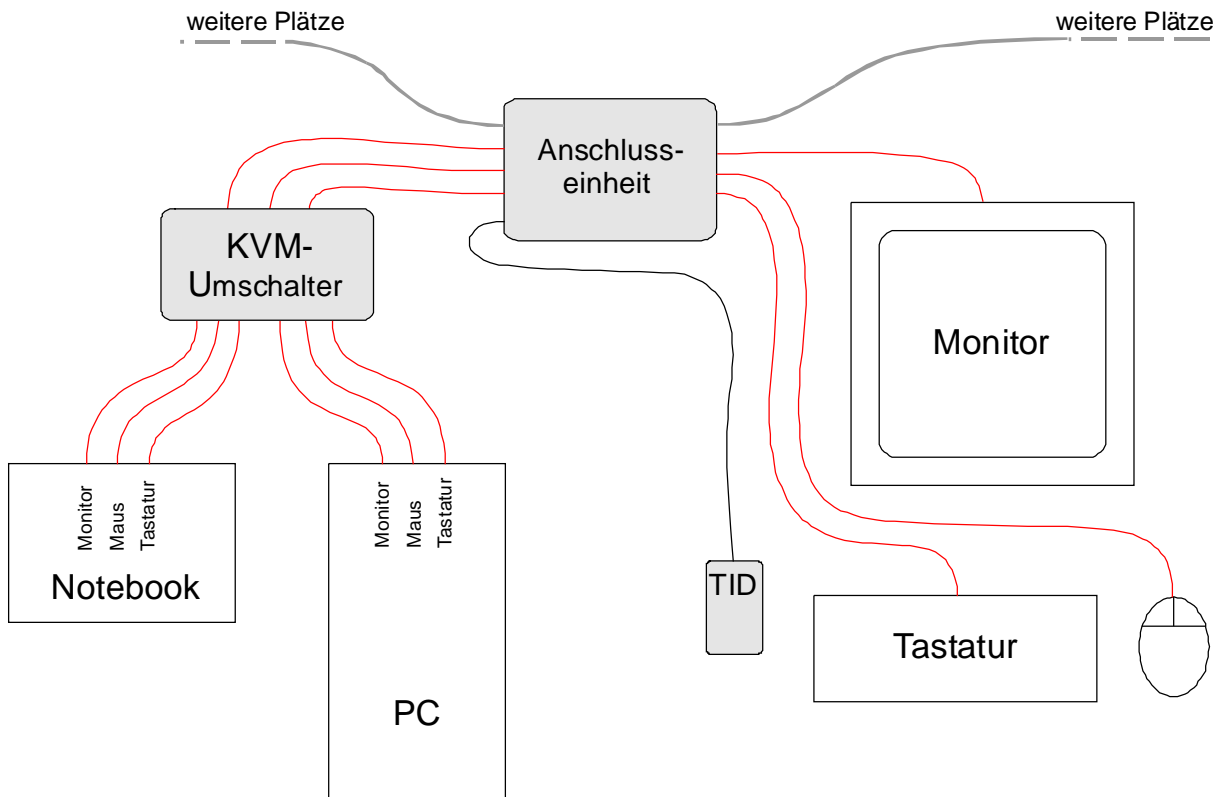 weitere Plätze
weitere Plätze
Anschluss-
einheit
KVM-
Umschalter
Monitor
Monitor
Maus
Tastatur
Notebook
Monitor
Maus
Tastatur
PC
TID
Tastatur